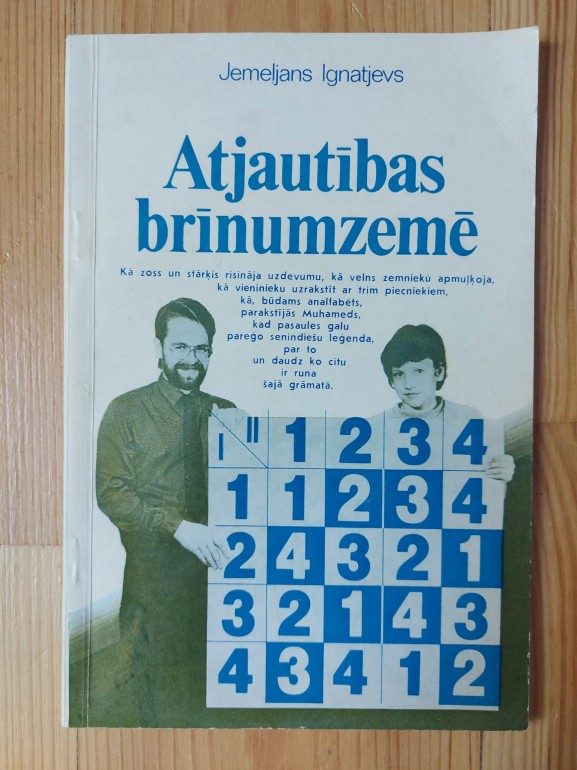 Jemeļjans Ignatjevs
Atjautības
brīnumzemē
Kā zoss un stārķis risināja uzdevumu, kā velns zemnieku apmuļķoja,
kā vieninieku uzrakstīt ar trim piecniekiem,
kā, būdams analfabēts,
parakstījās Muhameds,
kad pasaules galu
paredo senindiešu leģenda,
par to
un daudz ko citu
ir runa
šajā grāmatā.
I II 1 2 3 4
1 1 2 3 4
2 4 3 2 1
3 2 1 4 3
4 3 4 1 2